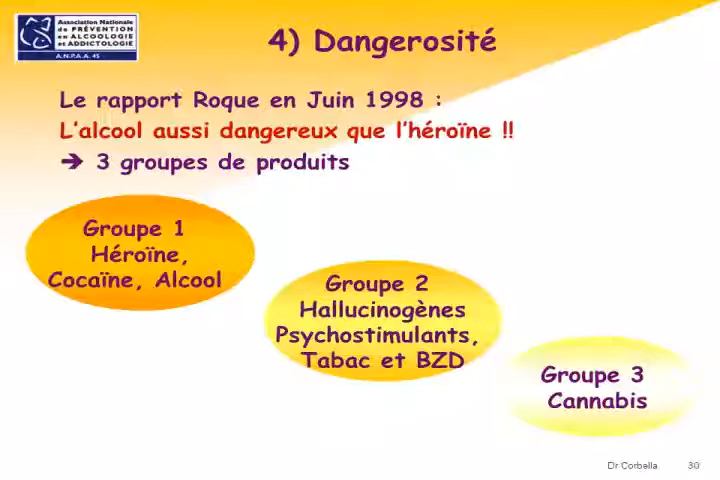 Association Nationale
de PRÉVENTION
en ALCOOLOGIE
et ADDICTOLOGIE
A.N.P.A.A. 45
4) Dangerosité
Le rapport Roque en Juin 1998 :
L’alcool aussi dangereux que l’héroïne !!
➔ 3 groupes de produits
Groupe 1
Héroïne,
Cocaïne, Alcool
Groupe 2
Hallucinogènes
Psychostimulants,
Tabac et BZD
Groupe 3
Cannabis
Dr Corbella
30